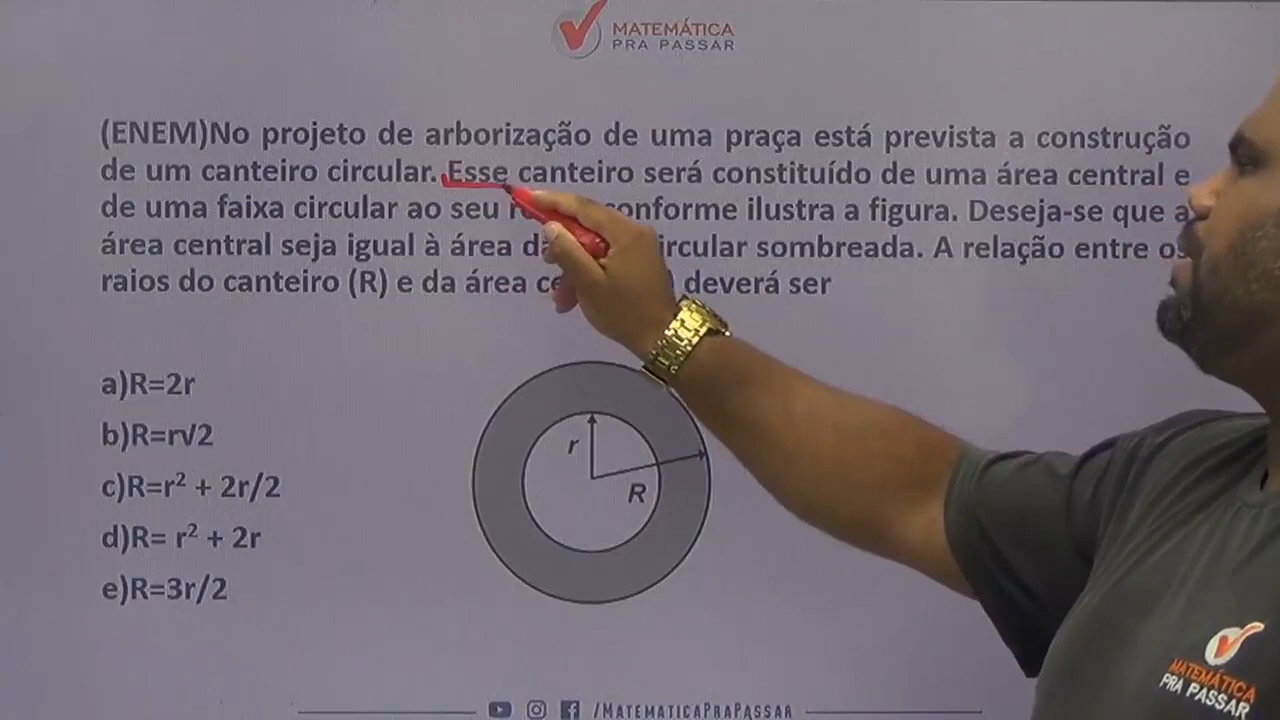 MATEMÁTICA
PRA PASSAR
(ENEM)No projeto de arborização de uma praça está prevista a construção
de um canteiro circular. Esse canteiro será constituído de uma área central e
de uma faixa circular ao seu conforme ilustra a figura. Deseja-se que a
área central seja igual à área sombreada. A relação entre os
raios do canteiro (R) e da área deverá ser
a)R=2r
b)R=r√2
c)R=r² + 2r/2
d)R= r² + 2r
e)R=3r/2
r
R
/MATEMATICAPRAPASSAR
MATEMÁTICA
PRA PASSAR